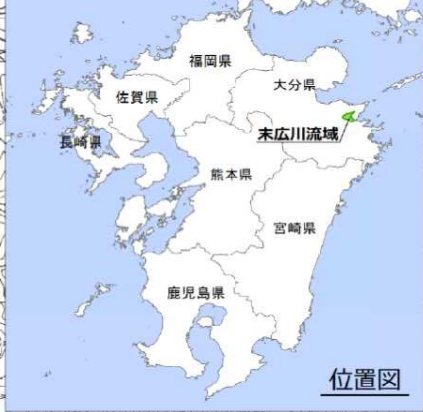 福岡県
大分県
佐賀県
末広川流域
長崎県
熊本県
宮崎県
鹿児島県
位置図